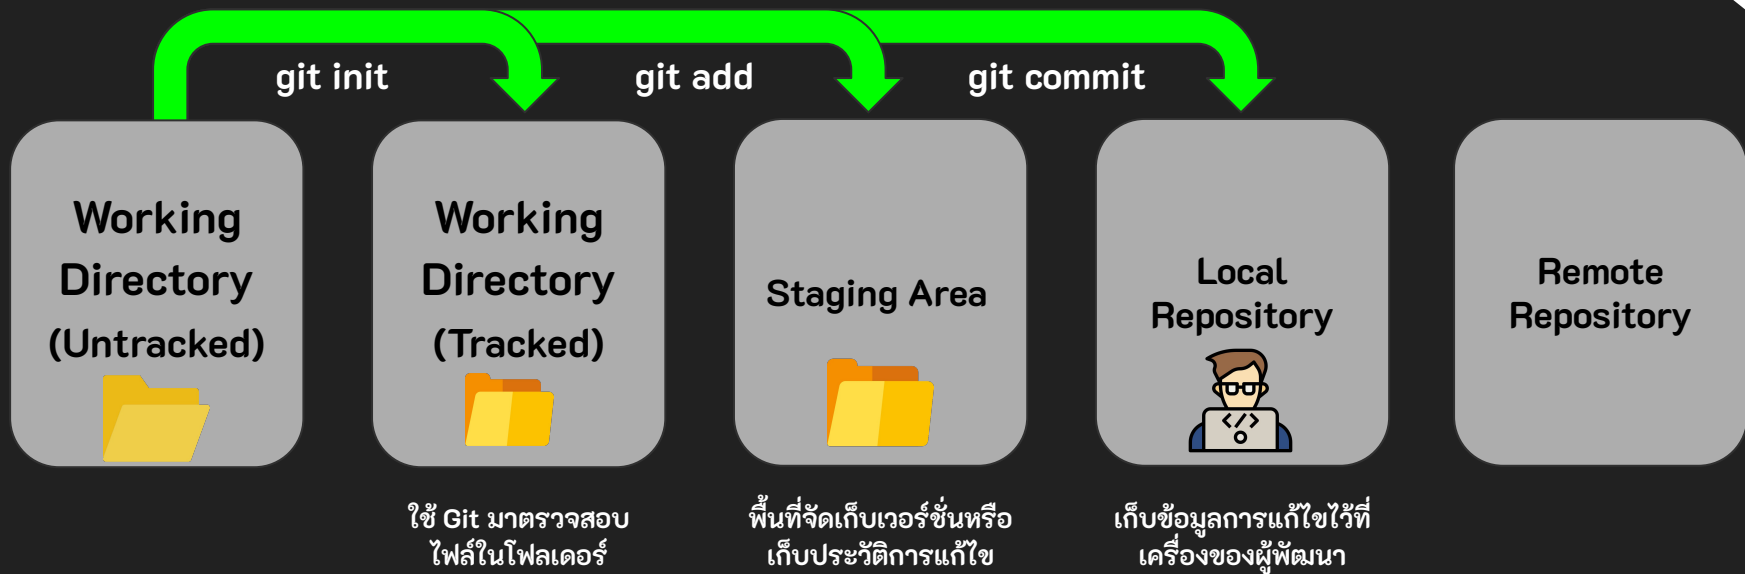 git init
git add
git commit
Working
Directory
(Untracked)
Working
Directory
(Tracked)
Staging Area
Local
Repository
</>
Remote
Repository
ใช้ Git มาตรวจสอบ
ไฟล์ในโฟลเดอร์
พื้นที่จัดเก็บเวอร์ชั่นหรือ
เก็บประวัติการแก้ไข
เก็บข้อมูลการแก้ไขไว้ที่
เครื่องของผู้พัฒนา